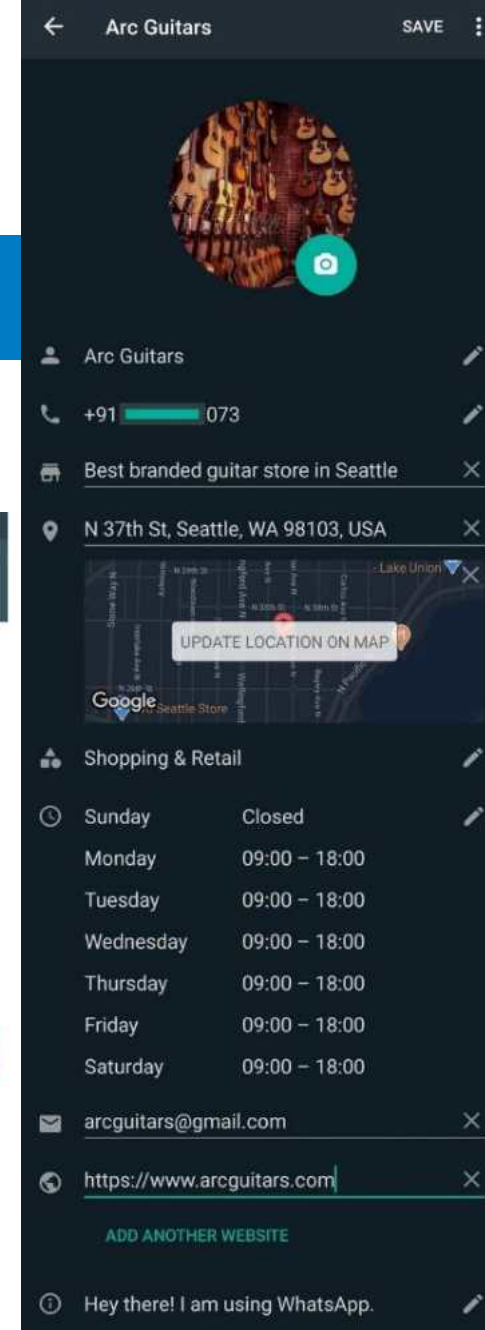 Arc Guitars SAVE
Arc Guitars
+91 073
Best branded guitar store in Seattle
N 37th St, Seattle, WA 98103, USA
Lake Union
UPDATE LOCATION ON MAP
Google
Seattle Store
Shopping & Retail
Sunday Closed
Monday 09:00 – 18:00
Tuesday 09:00 – 18:00
Wednesday 09:00 – 18:00
Thursday 09:00 – 18:00
Friday 09:00 – 18:00
Saturday 09:00 – 18:00
arcguitars@gmail.com
https://www.arcguitars.com
ADD ANOTHER WEBSITE
Hey there! I am using WhatsApp.